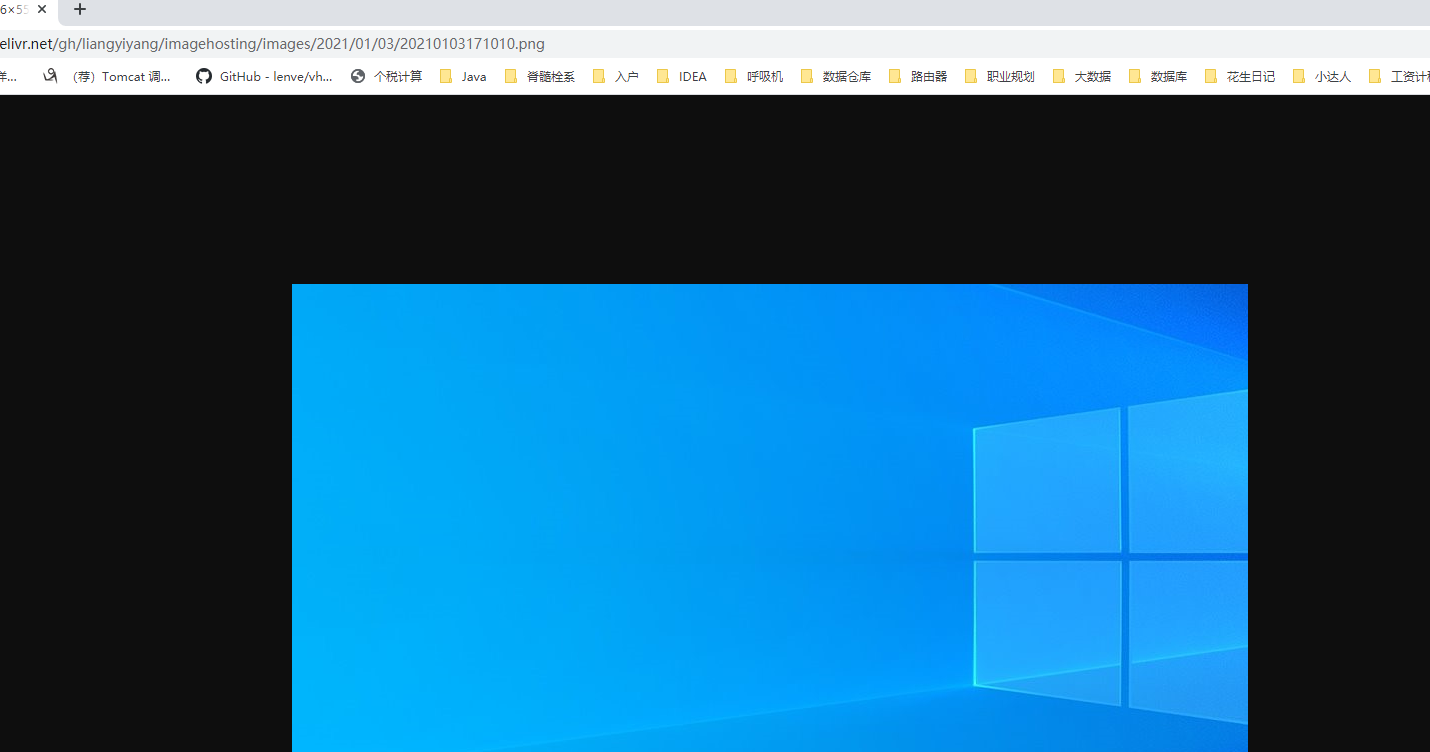 6×55
elivr.net/gh/liangyiyang/imagehosting/images/2021/01/03/20210103171010.png
羊... （荐）Tomcat 调... GitHub - lenve/vh... 个税计算 Java 脊髓栓系 入户 IDEA 呼吸机 数据仓库 路由器 职业规划 大数据 数据库 花生日记 小达人 工资计